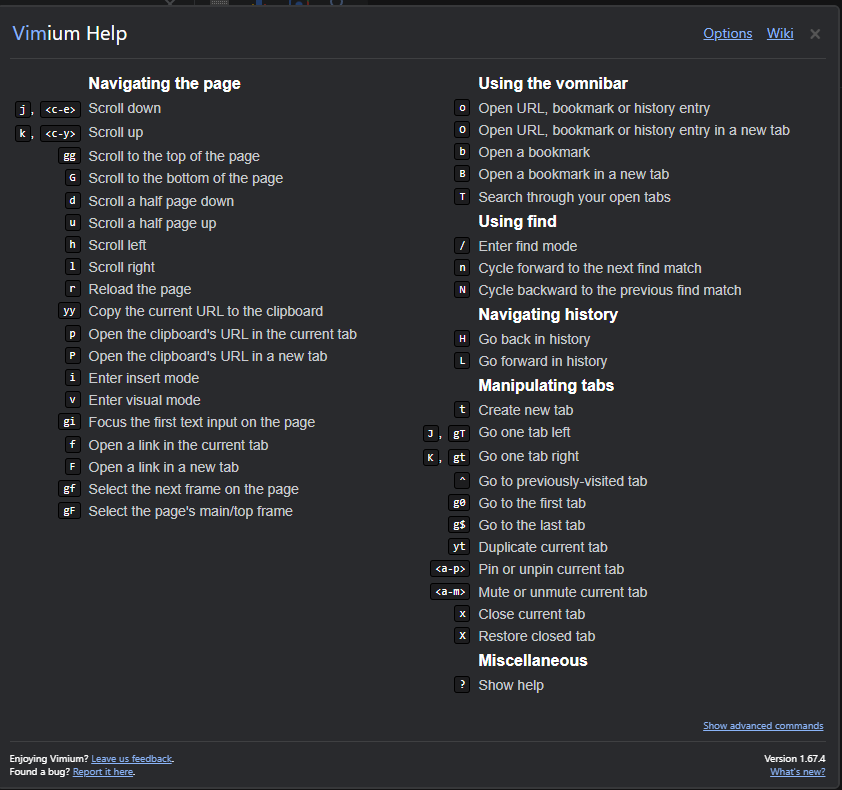 Vimium Help
Options Wiki ×
Navigating the page
j, <c-e> Scroll down
k, <c-y> Scroll up
gg Scroll to the top of the page
G Scroll to the bottom of the page
d Scroll a half page down
u Scroll a half page up
h Scroll left
l Scroll right
r Reload the page
yy Copy the current URL to the clipboard
p Open the clipboard's URL in the current tab
P Open the clipboard's URL in a new tab
i Enter insert mode
v Enter visual mode
gi Focus the first text input on the page
f Open a link in the current tab
F Open a link in a new tab
gf Select the next frame on the page
gF Select the page's main/top frame
Using the vomnibar
o Open URL, bookmark or history entry
O Open URL, bookmark or history entry in a new tab
b Open a bookmark
B Open a bookmark in a new tab
T Search through your open tabs
Using find
/ Enter find mode
n Cycle forward to the next find match
N Cycle backward to the previous find match
Navigating history
H Go back in history
L Go forward in history
Manipulating tabs
t Create new tab
J, gT Go one tab left
K, gt Go one tab right
^ Go to previously-visited tab
g0 Go to the first tab
g$ Go to the last tab
yt Duplicate current tab
<a-p> Pin or unpin current tab
<a-m> Mute or unmute current tab
x Close current tab
X Restore closed tab
Miscellaneous
? Show help
Show advanced commands
Enjoying Vimium? Leave us feedback.
Found a bug? Report it here.
Version 1.67.4
What's new?